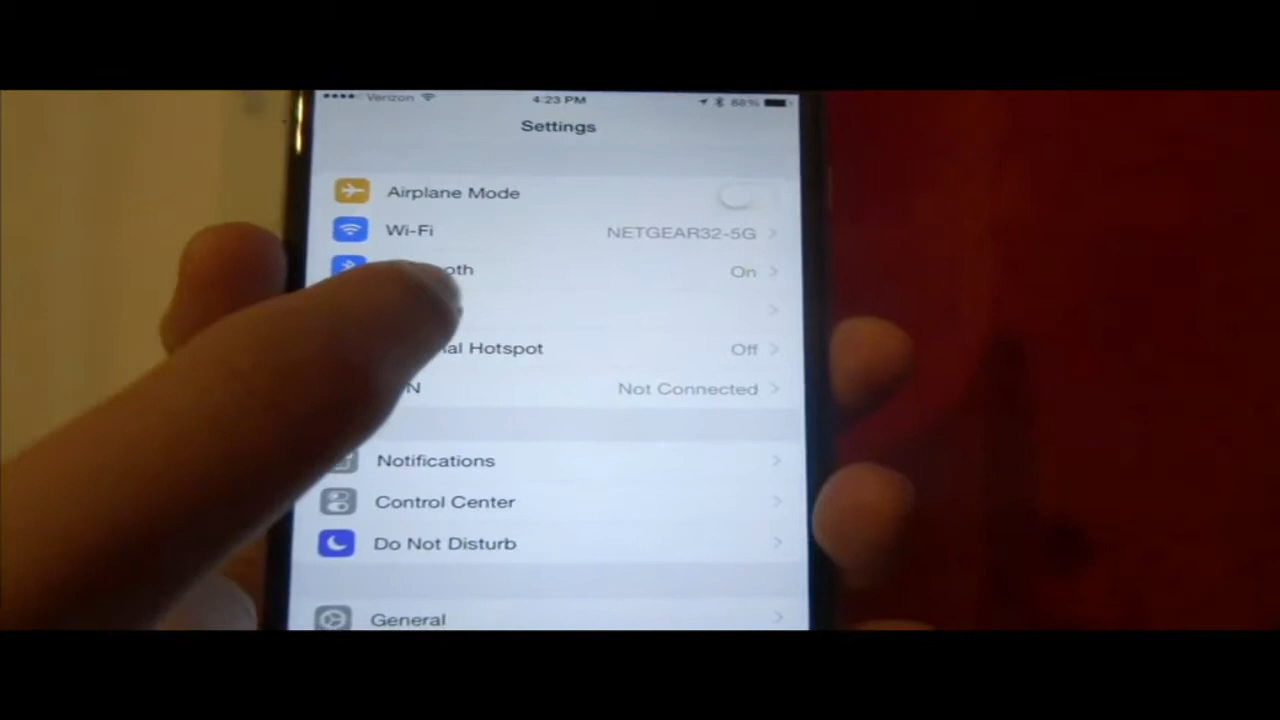 Verizon 4:23 PM 68%
Settings
Airplane Mode
Wi-Fi NETGEAR32-5G
oth On
al Hotspot Off
N Not Connected
Notifications
Control Center
Do Not Disturb
General